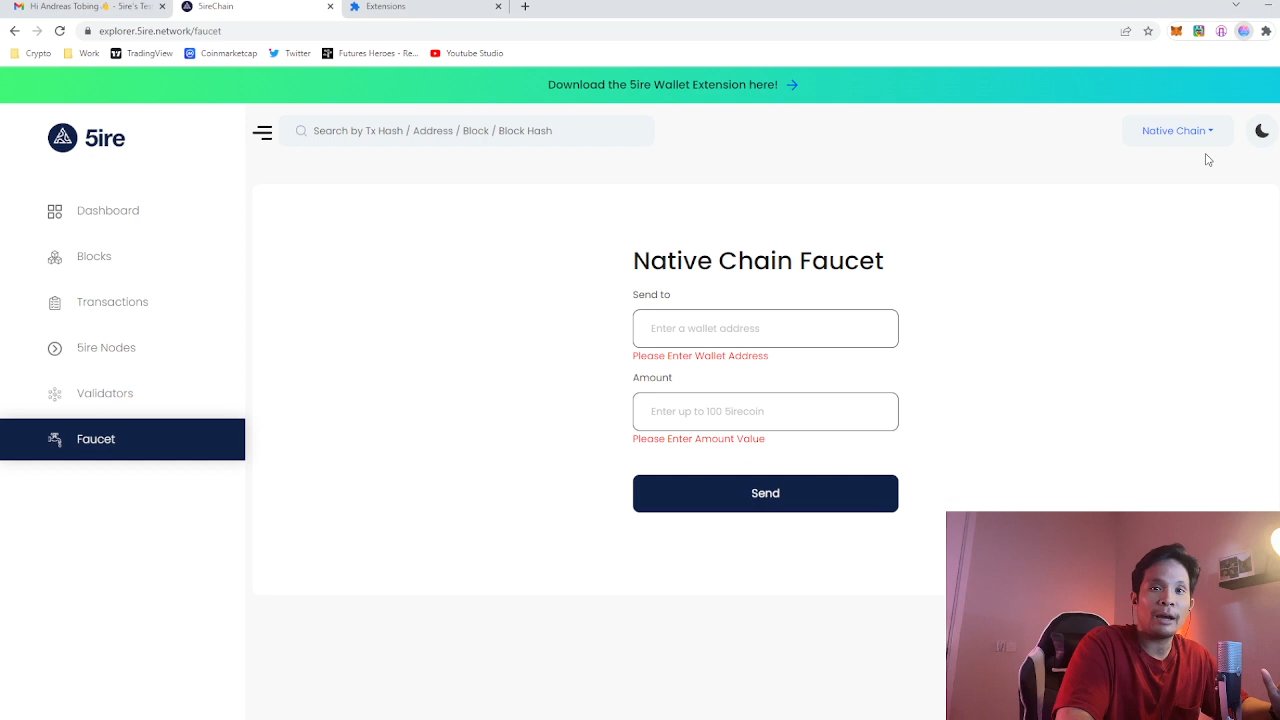 Hi Andreas Tobing 👋 - 5ire's Tes
5ireChain
Extensions
explorer.5ire.network/faucet
Crypto
Work
TradingView
Coinmarketcap
Twitter
Futures Heroes - Re...
Youtube Studio
Download the 5ire Wallet Extension here!
5ire
Search by Tx Hash / Address / Block / Block Hash
Native Chain
Dashboard
Blocks
Transactions
5ire Nodes
Validators
Faucet
Native Chain Faucet
Send to
Enter a wallet address
Please Enter Wallet Address
Amount
Enter up to 100 5irecoin
Please Enter Amount Value
Send